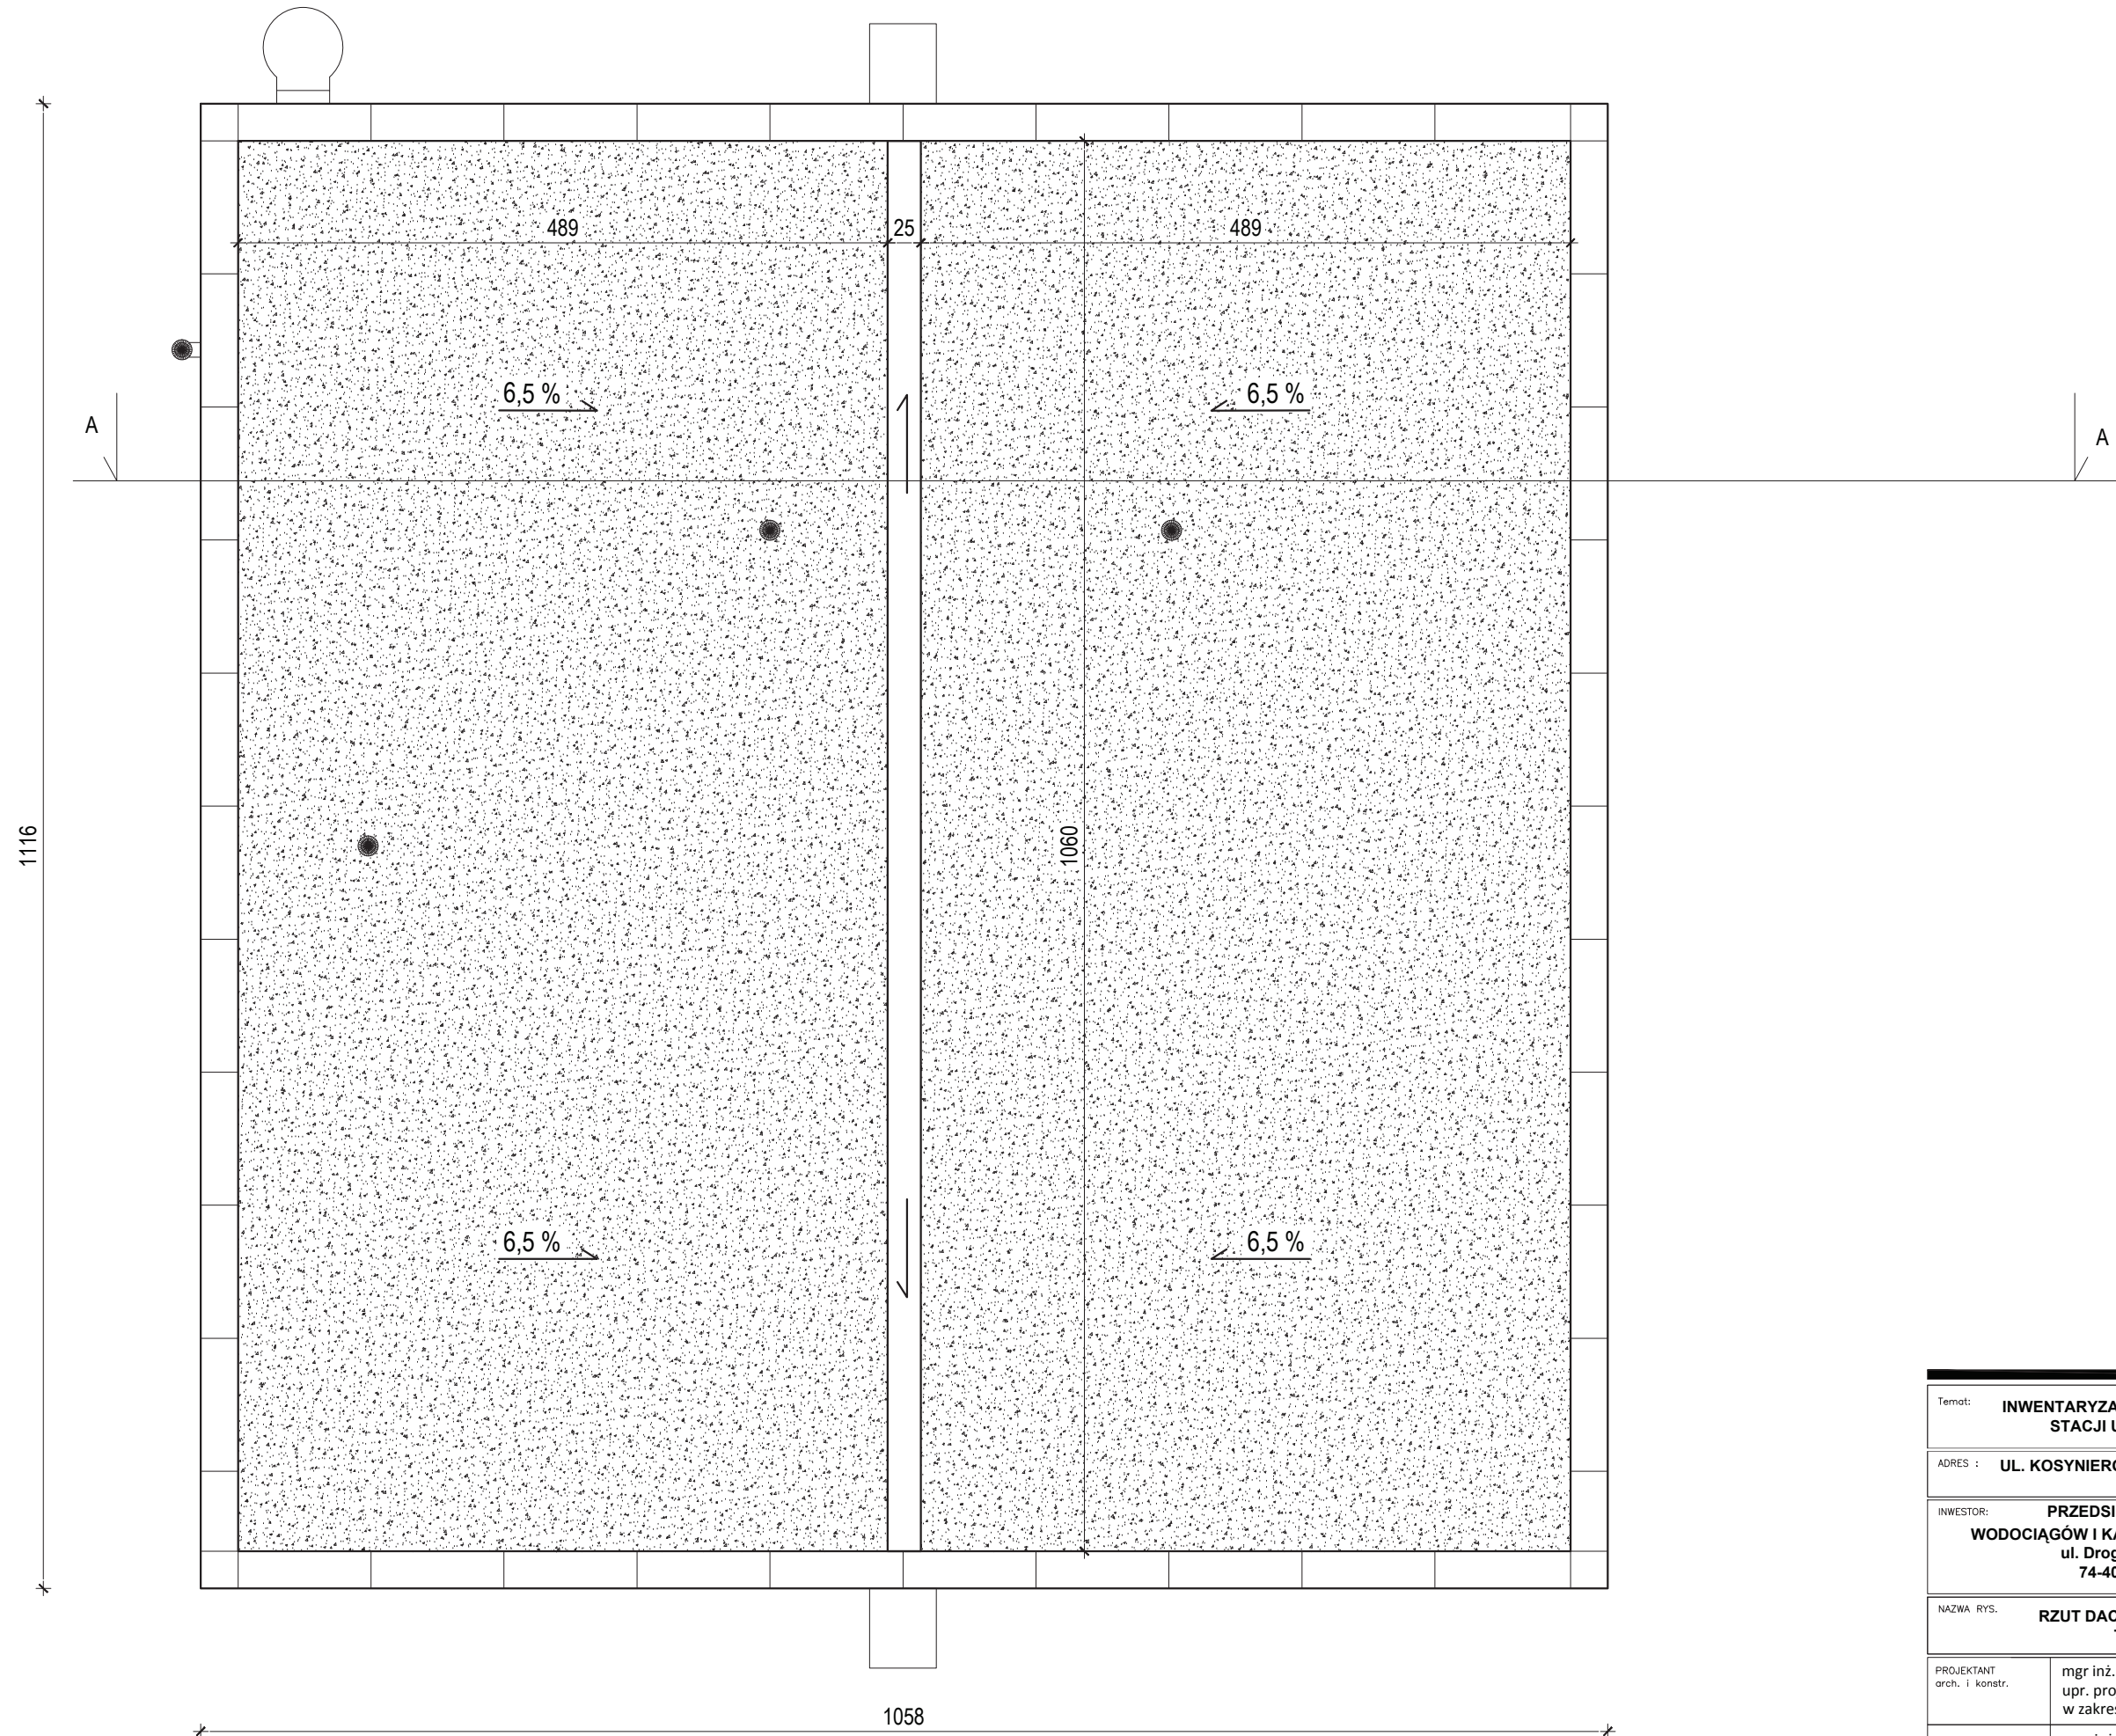 489
25
489
6,5 %
6,5 %
A
A
1116
1060
6,5 %
6,5 %
1058
Temat:
INWENTARYZA
STACJI U
ADRES :
UL. KOSYNIERÓ
INWESTOR:
PRZEDSI
WODOCIĄGÓW I KA
ul. Drog
74-40
NAZWA RYS.
RZUT DAC
PROJEKTANT
arch. i konstr.
mgr inż.
upr. pro
w zakres